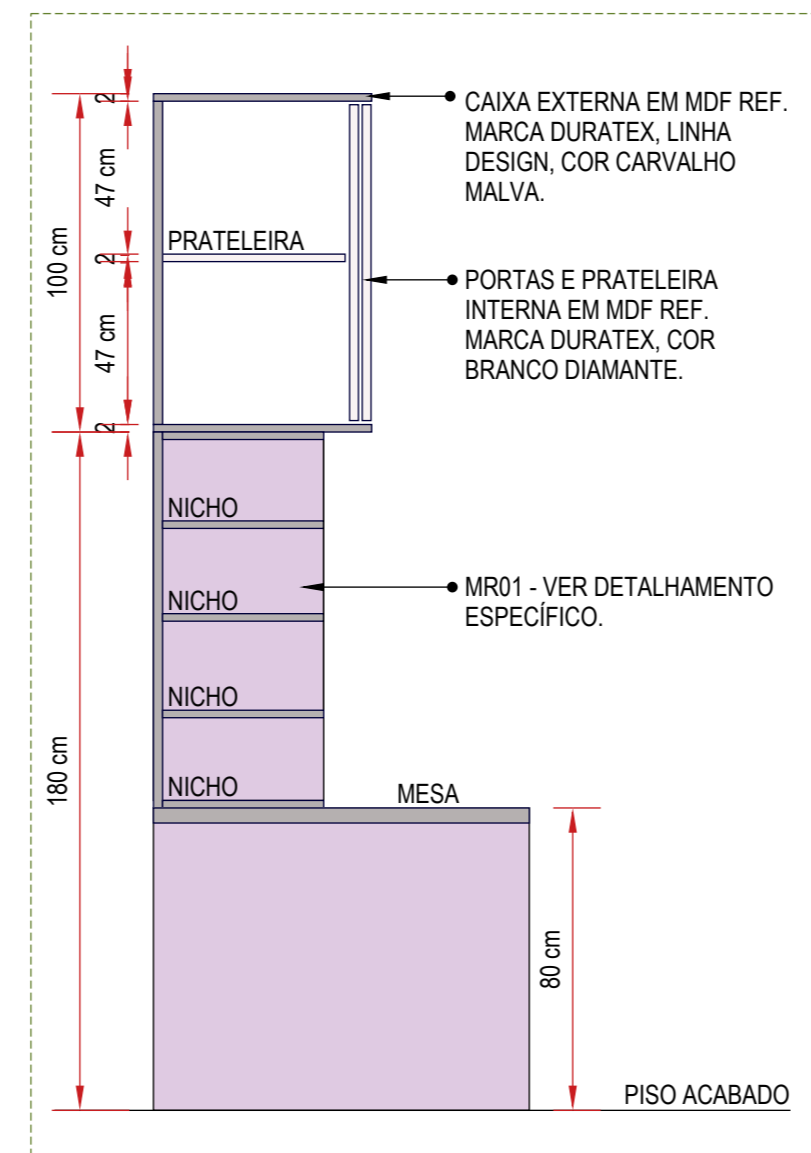 2
CAIXA EXTERNA EM MDF REF.
MARCA DURATEX, LINHA
DESIGN, COR CARVALHO
MALVA.
47 cm
100 cm
PRATELEIRA
2
PORTAS E PRATELEIRA
INTERNA EM MDF REF.
MARCA DURATEX, COR
BRANCO DIAMANTE.
47 cm
2
NICHO
MR01 - VER DETALHAMENTO
ESPECÍFICO.
NICHO
NICHO
NICHO
180 cm
MESA
80 cm
PISO ACABADO